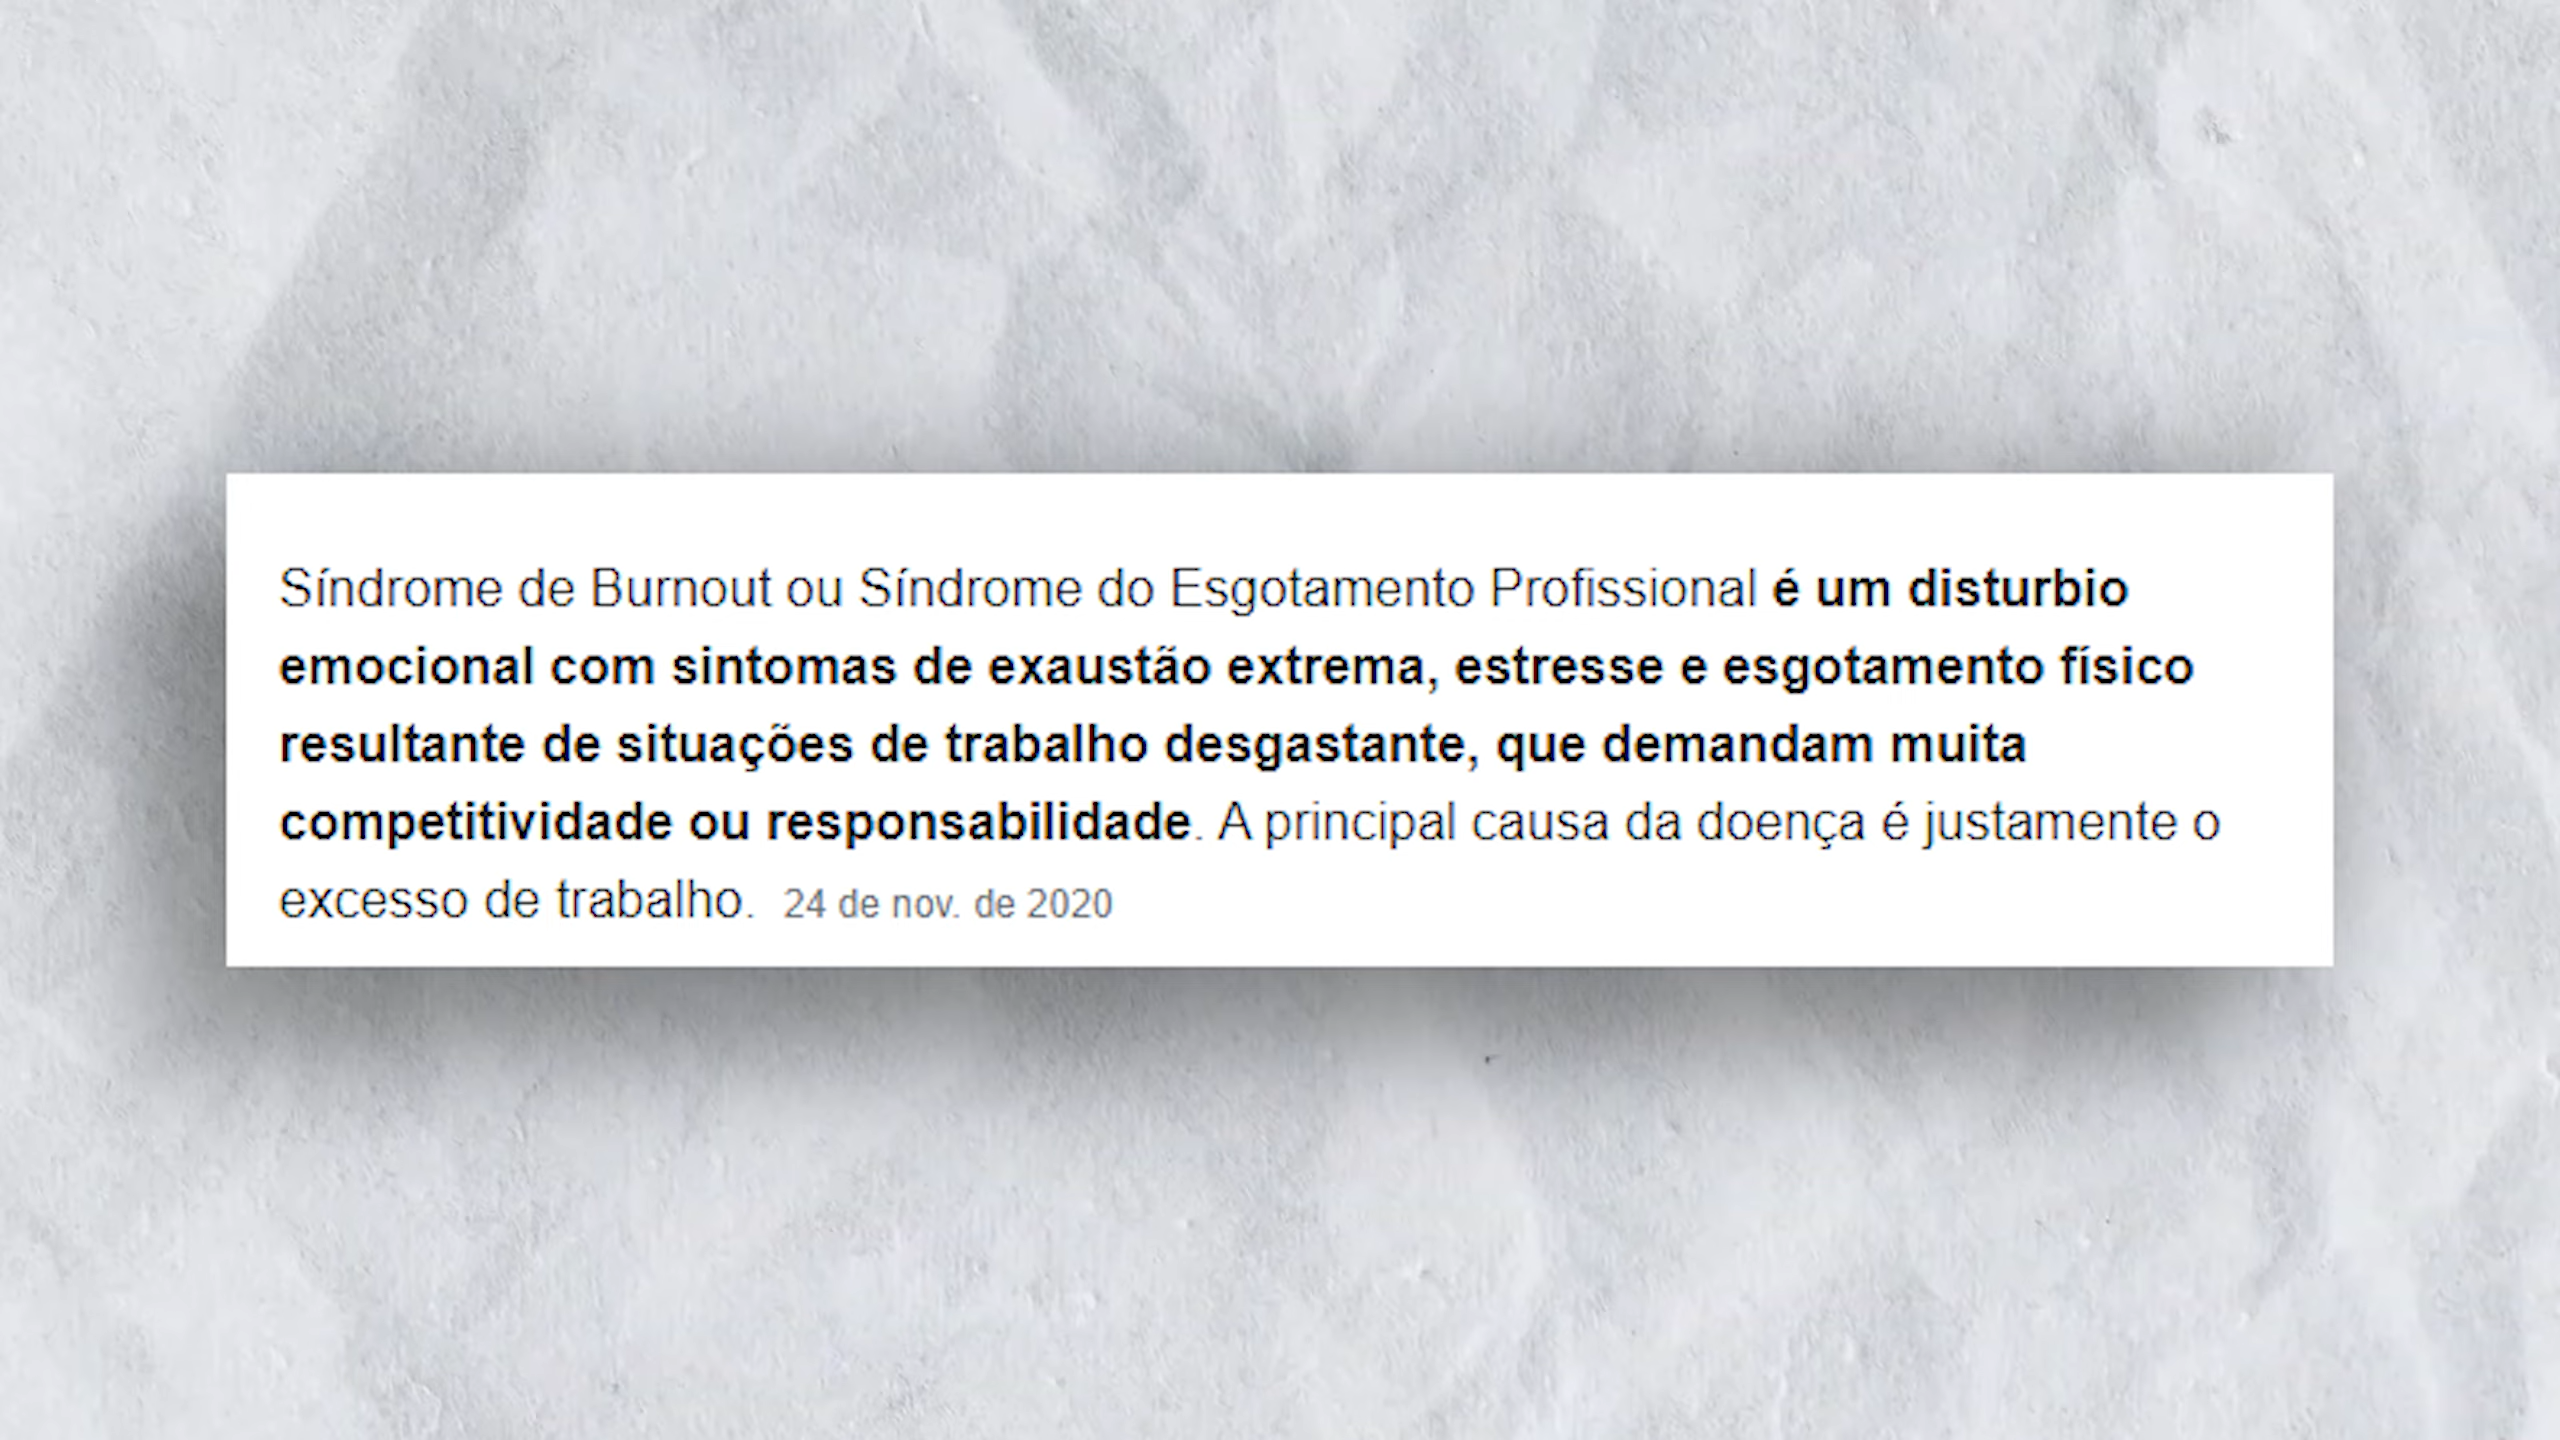 Síndrome de Burnout ou Síndrome do Esgotamento Profissional é um disturbio
emocional com sintomas de exaustão extrema, estresse e esgotamento físico
resultante de situações de trabalho desgastante, que demandam muita
competitividade ou responsabilidade. A principal causa da doença é justamente o
excesso de trabalho. 24 de nov. de 2020